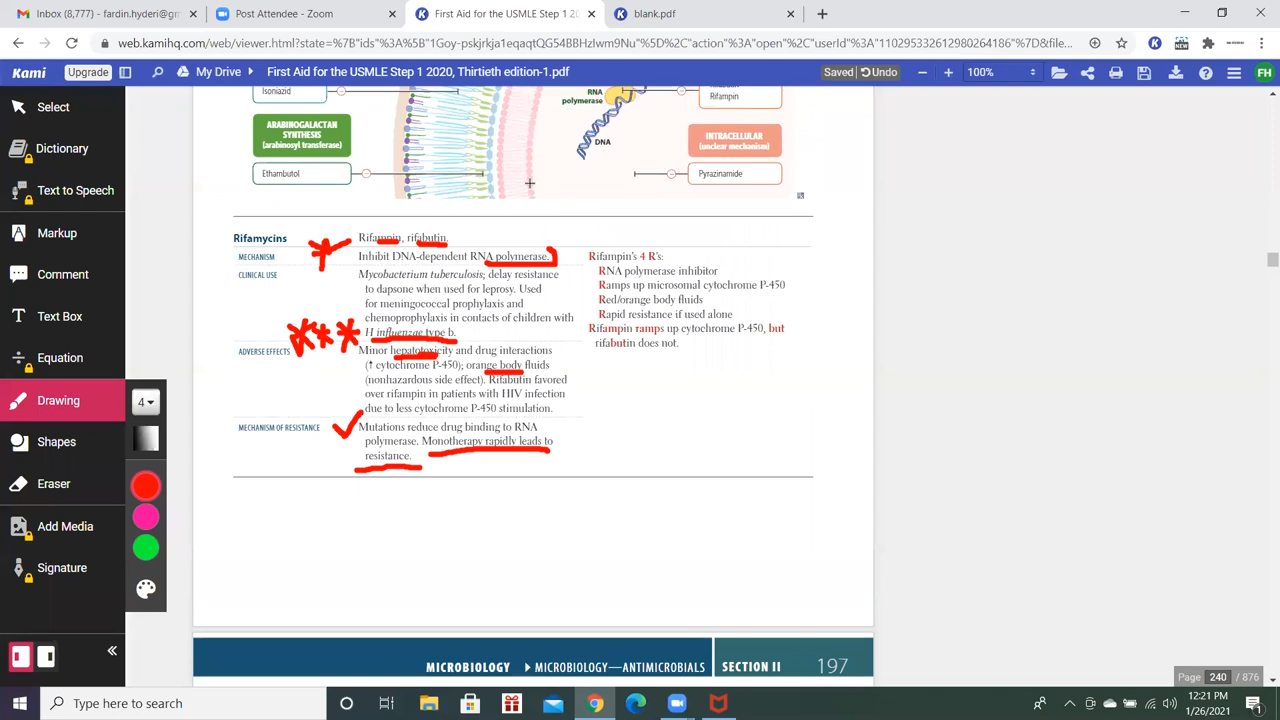 Inbox (8,777) - fardin.hydari@gm
Post Attendee - Zoom
First Aid for the USMLE Step 1 20
First Aid for the USMLE Step 1 2
web.kamihq.com/web/viewer.html?state=%7B"ids"%3A%5B"1Goy-pskjrkja1eqaqtQG54BBHzlwm9Nu"%5D%2C"action"%3A"open"%2C"userId"%3A"110295332612980264186"%7D&file...
Kami
Upgrade
My Drive
First Aid for the USMLE Step 1 2020, Thirtieth edition-1.pdf
Saved
Undo
100%
FH
Select
Dictionary
Text to Speech
Markup
Comment
Text Box
Equation
Drawing
4
Shapes
Eraser
Add Media
Signature
Isoniazid
RNA
polymerase
Rifampin
ARABINOGALACTAN
SYNTHESIS
(arabinosyl transferase)
DNA
INTRACELLULAR
(unclear mechanism)
Ethambutol
Pyrazinamide
Rifamycins
Rifampin, rifabutin.
MECHANISM
Inhibit DNA-dependent RNA polymerase.
CLINICAL USE
Mycobacterium tuberculosis; delay resistance
to dapsone when used for leprosy. Used
for meningococcal prophylaxis and
chemoprophylaxis in contacts of children with
H influenzae type b.
ADVERSE EFFECTS
Minor hepatotoxicity and drug interactions
(↑ cytochrome P-450); orange body fluids
(nonhazardous side effect). Rifabutin favored
over rifampin in patients with HIV infection
due to less cytochrome P-450 stimulation.
MECHANISM OF RESISTANCE
Mutations reduce drug binding to RNA
polymerase. Monotherapy rapidly leads to
resistance.
Rifampin's 4 R's:
RNA polymerase inhibitor
Ramps up microsomal cytochrome P-450
Red/orange body fluids
Rapid resistance if used alone
Rifampin ramps up cytochrome P-450, but
rifabutin does not.
MICROBIOLOGY
MICROBIOLOGY—ANTIMICROBIALS
SECTION II
197
Page 240 / 876
Type here to search
12:21 PM
1/26/2021